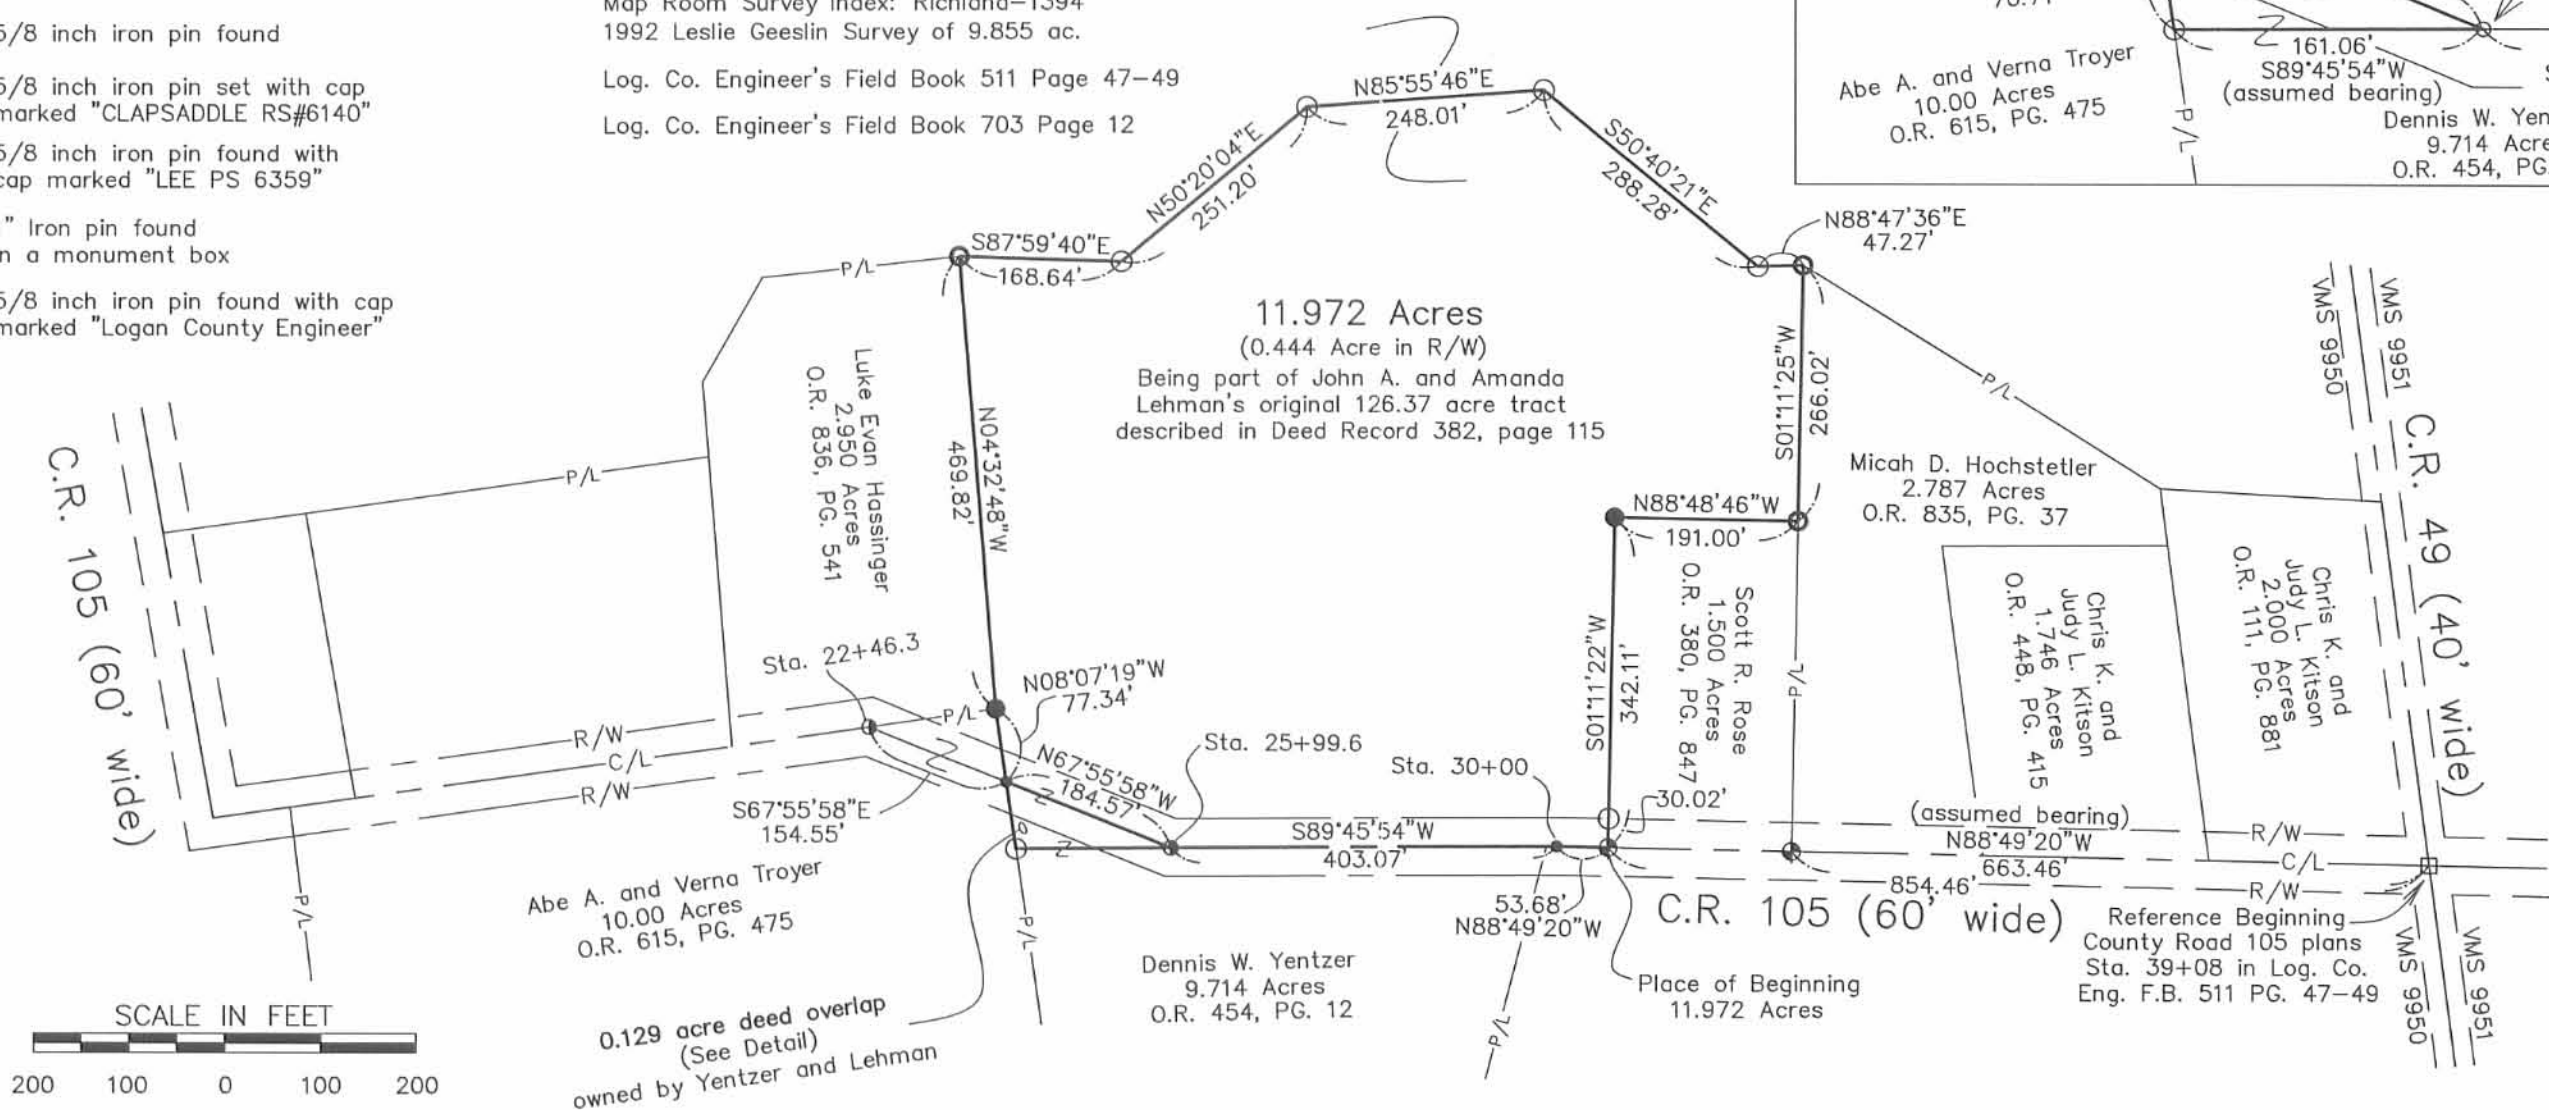 5/8 inch iron pin found
5/8 inch iron pin set with cap
marked "CLAPSADDLE RS#6140"
5/8 inch iron pin found with
cap marked "LEE PS 6359"
" Iron pin found
in a monument box
5/8 inch iron pin found with cap
marked "Logan County Engineer"
Map Room Survey Index: Richland-1394
1992 Leslie Geeslin Survey of 9.855 ac.
Log. Co. Engineer's Field Book 511 Page 47-49
Log. Co. Engineer's Field Book 703 Page 12
161.06'
S89°45'54"W
(assumed bearing)
Abe A. and Verna Troyer
10.00 Acres
O.R. 615, PG. 475
P/L
Dennis W. Yen
9.714 Acre
O.R. 454, PG.
N85°55'46"E
248.01'
N50°20'04"E
251.20'
S50°40'21"E
288.28'
N88°47'36"E
47.27'
S87°59'40"E
168.64'
P/L
11.972 Acres
(0.444 Acre in R/W)
Being part of John A. and Amanda
Lehman's original 126.37 acre tract
described in Deed Record 382, page 115
S01°11'25"W
266.02'
P/L
VMS 9950
VMS 9951
C.R. 49 (40' wide)
C.R. 105 (60' wide)
P/L
Luke Evan Hassinger
2.950 Acres
O.R. 836, PG. 541
N04°32'48"W
469.82'
Micah D. Hochstetler
2.787 Acres
O.R. 835, PG. 37
N88°48'46"W
191.00'
Scott R. Rose
1.500 Acres
O.R. 380, PG. 847
S01°11'22"W
342.11'
P/L
Chris K. and
Judy L. Kitson
1.746 Acres
O.R. 448, PG. 415
Chris K. and
Judy L. Kitson
2.000 Acres
O.R. 111, PG. 881
Sta. 22+46.3
P/L
N08°07'19"W
77.34'
R/W
C/L
R/W
N67°55'58"W
184.57'
S67°55'58"E
154.55'
Sta. 25+99.6
Sta. 30+00
30.02'
S89°45'54"W
403.07'
(assumed bearing)
N88°49'20"W
663.46'
854.46'
R/W
C/L
R/W
53.68'
N88°49'20"W
C.R. 105 (60' wide)
Reference Beginning
County Road 105 plans
Sta. 39+08 in Log. Co.
Eng. F.B. 511 PG. 47-49
VMS 9950
VMS 9951
Place of Beginning
11.972 Acres
P/L
P/L
Abe A. and Verna Troyer
10.00 Acres
O.R. 615, PG. 475
P/L
Dennis W. Yentzer
9.714 Acres
O.R. 454, PG. 12
0.129 acre deed overlap
(See Detail)
owned by Yentzer and Lehman
SCALE IN FEET
200 100 0 100 200